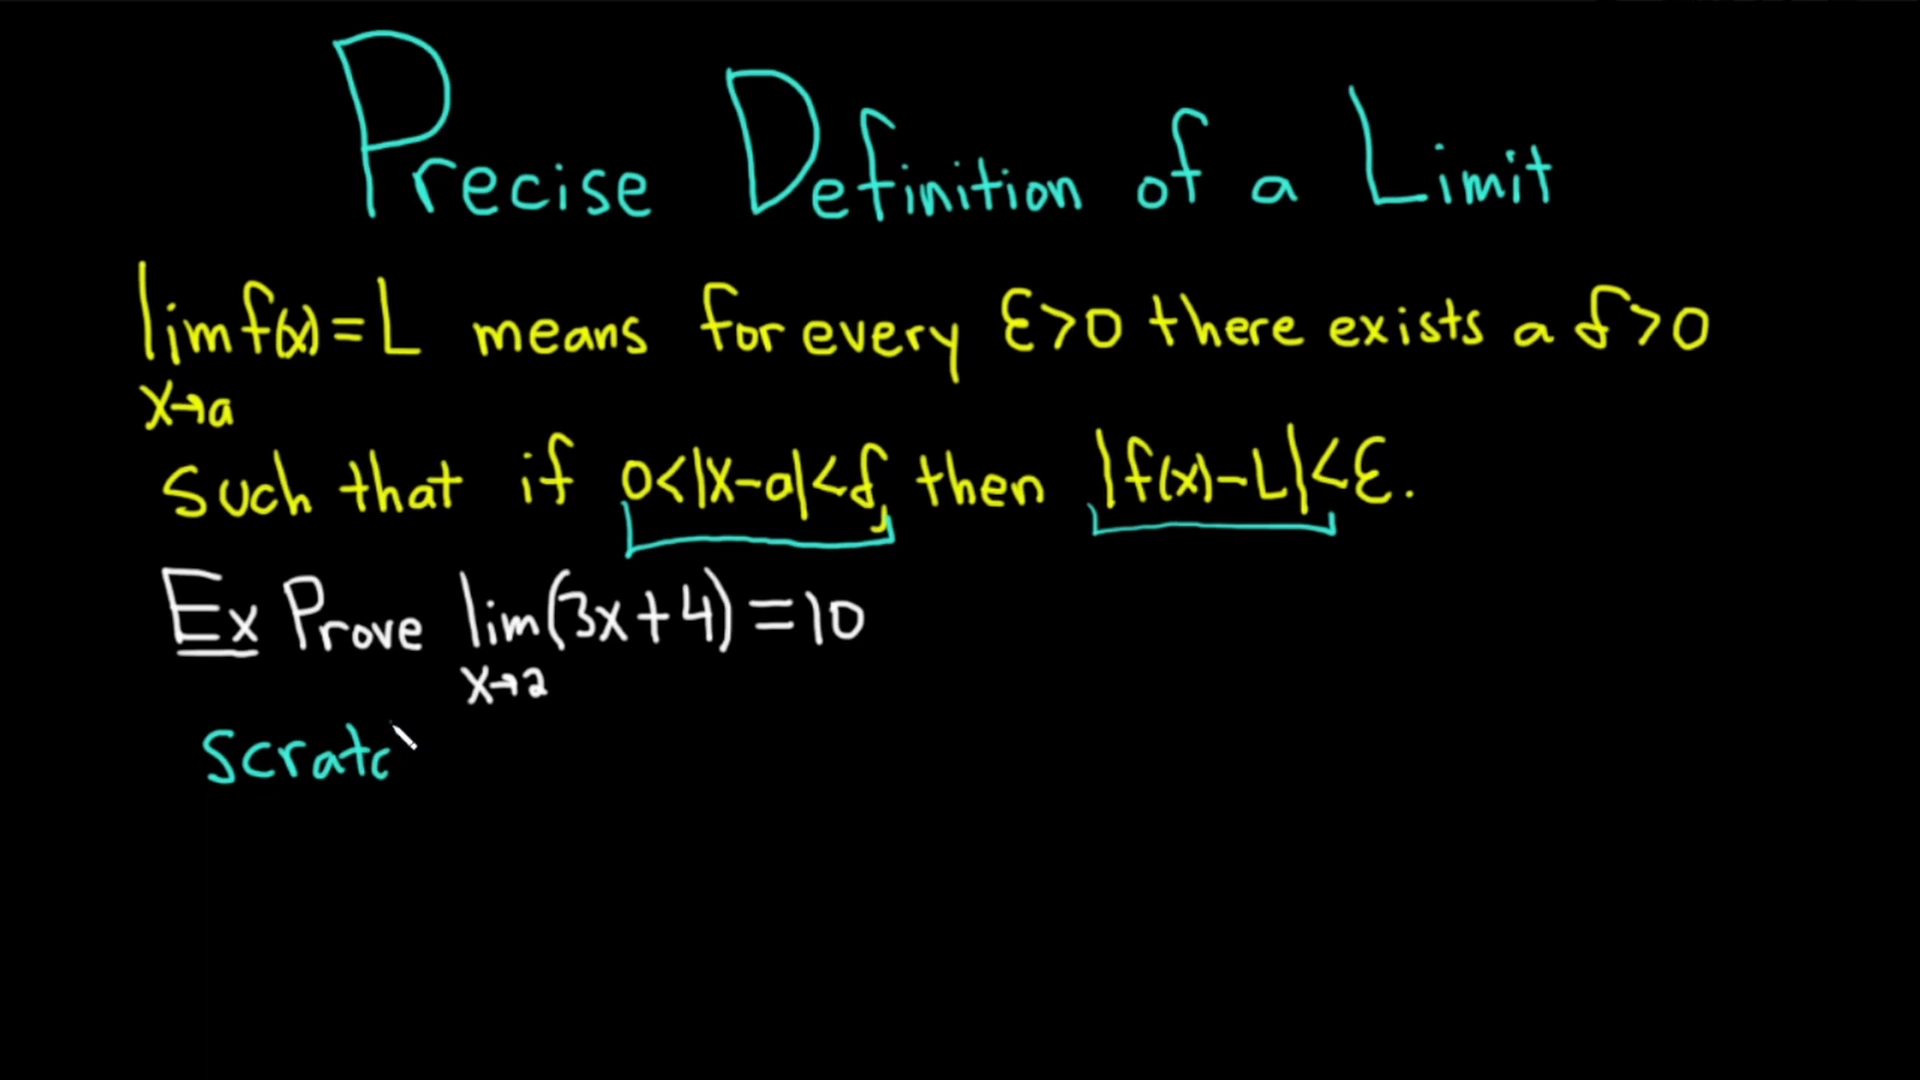 Precise Definition of a Limit
lim f(x) = L means for every ε>0 there exists a δ>0
x→a
Such that if 0<|x-a|<δ, then |f(x)-L|<ε.
Ex Prove lim (3x+4) = 10
x→2
Scratc